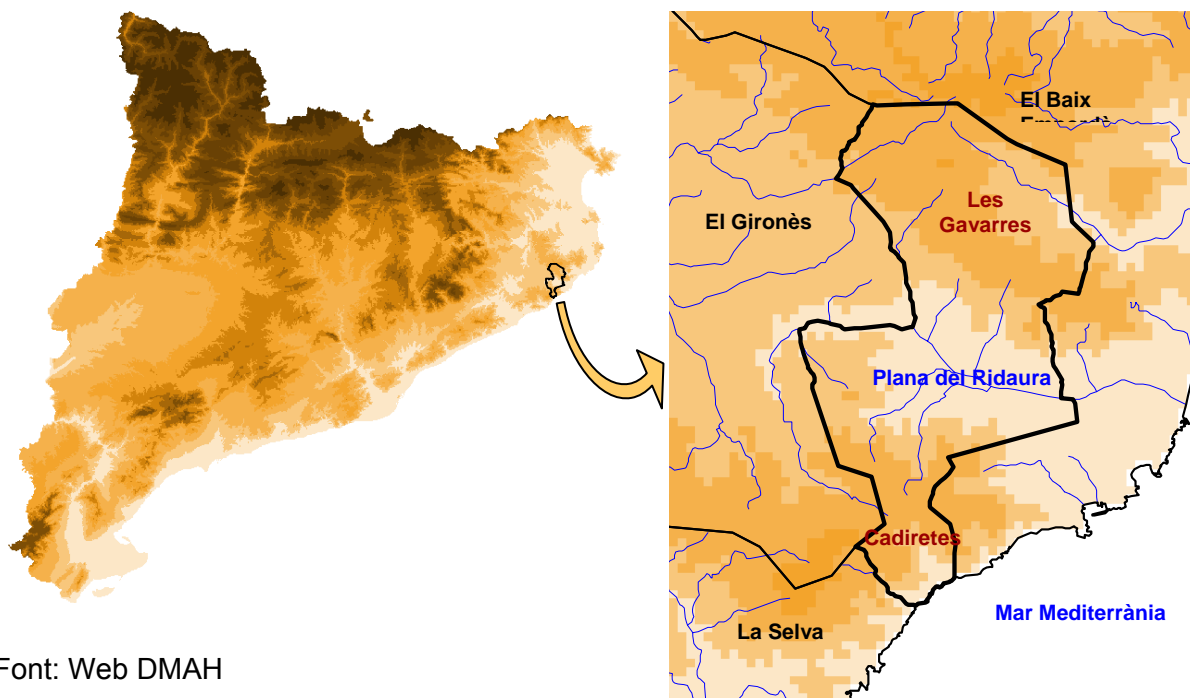 El Baix
Les
Gavarres
El Gironès
Plana del Ridaura
Cadiretes
Mar Mediterrània
La Selva
Font: Web DMAH